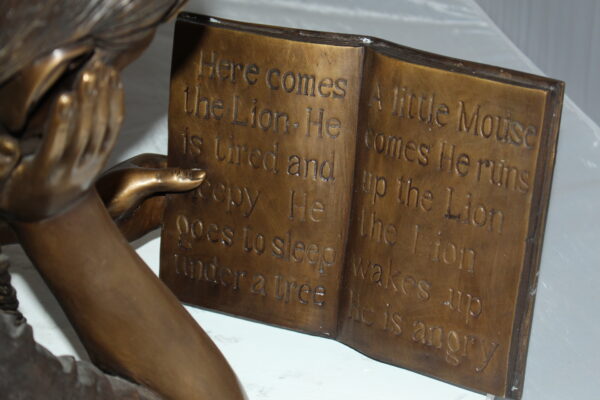 Here comes
the Lion. He
is tired and
sleepy He
goes to sleep
under a tree
A little Mouse
comes He runs
up the Lion
the Lion
wakes up
He is angry